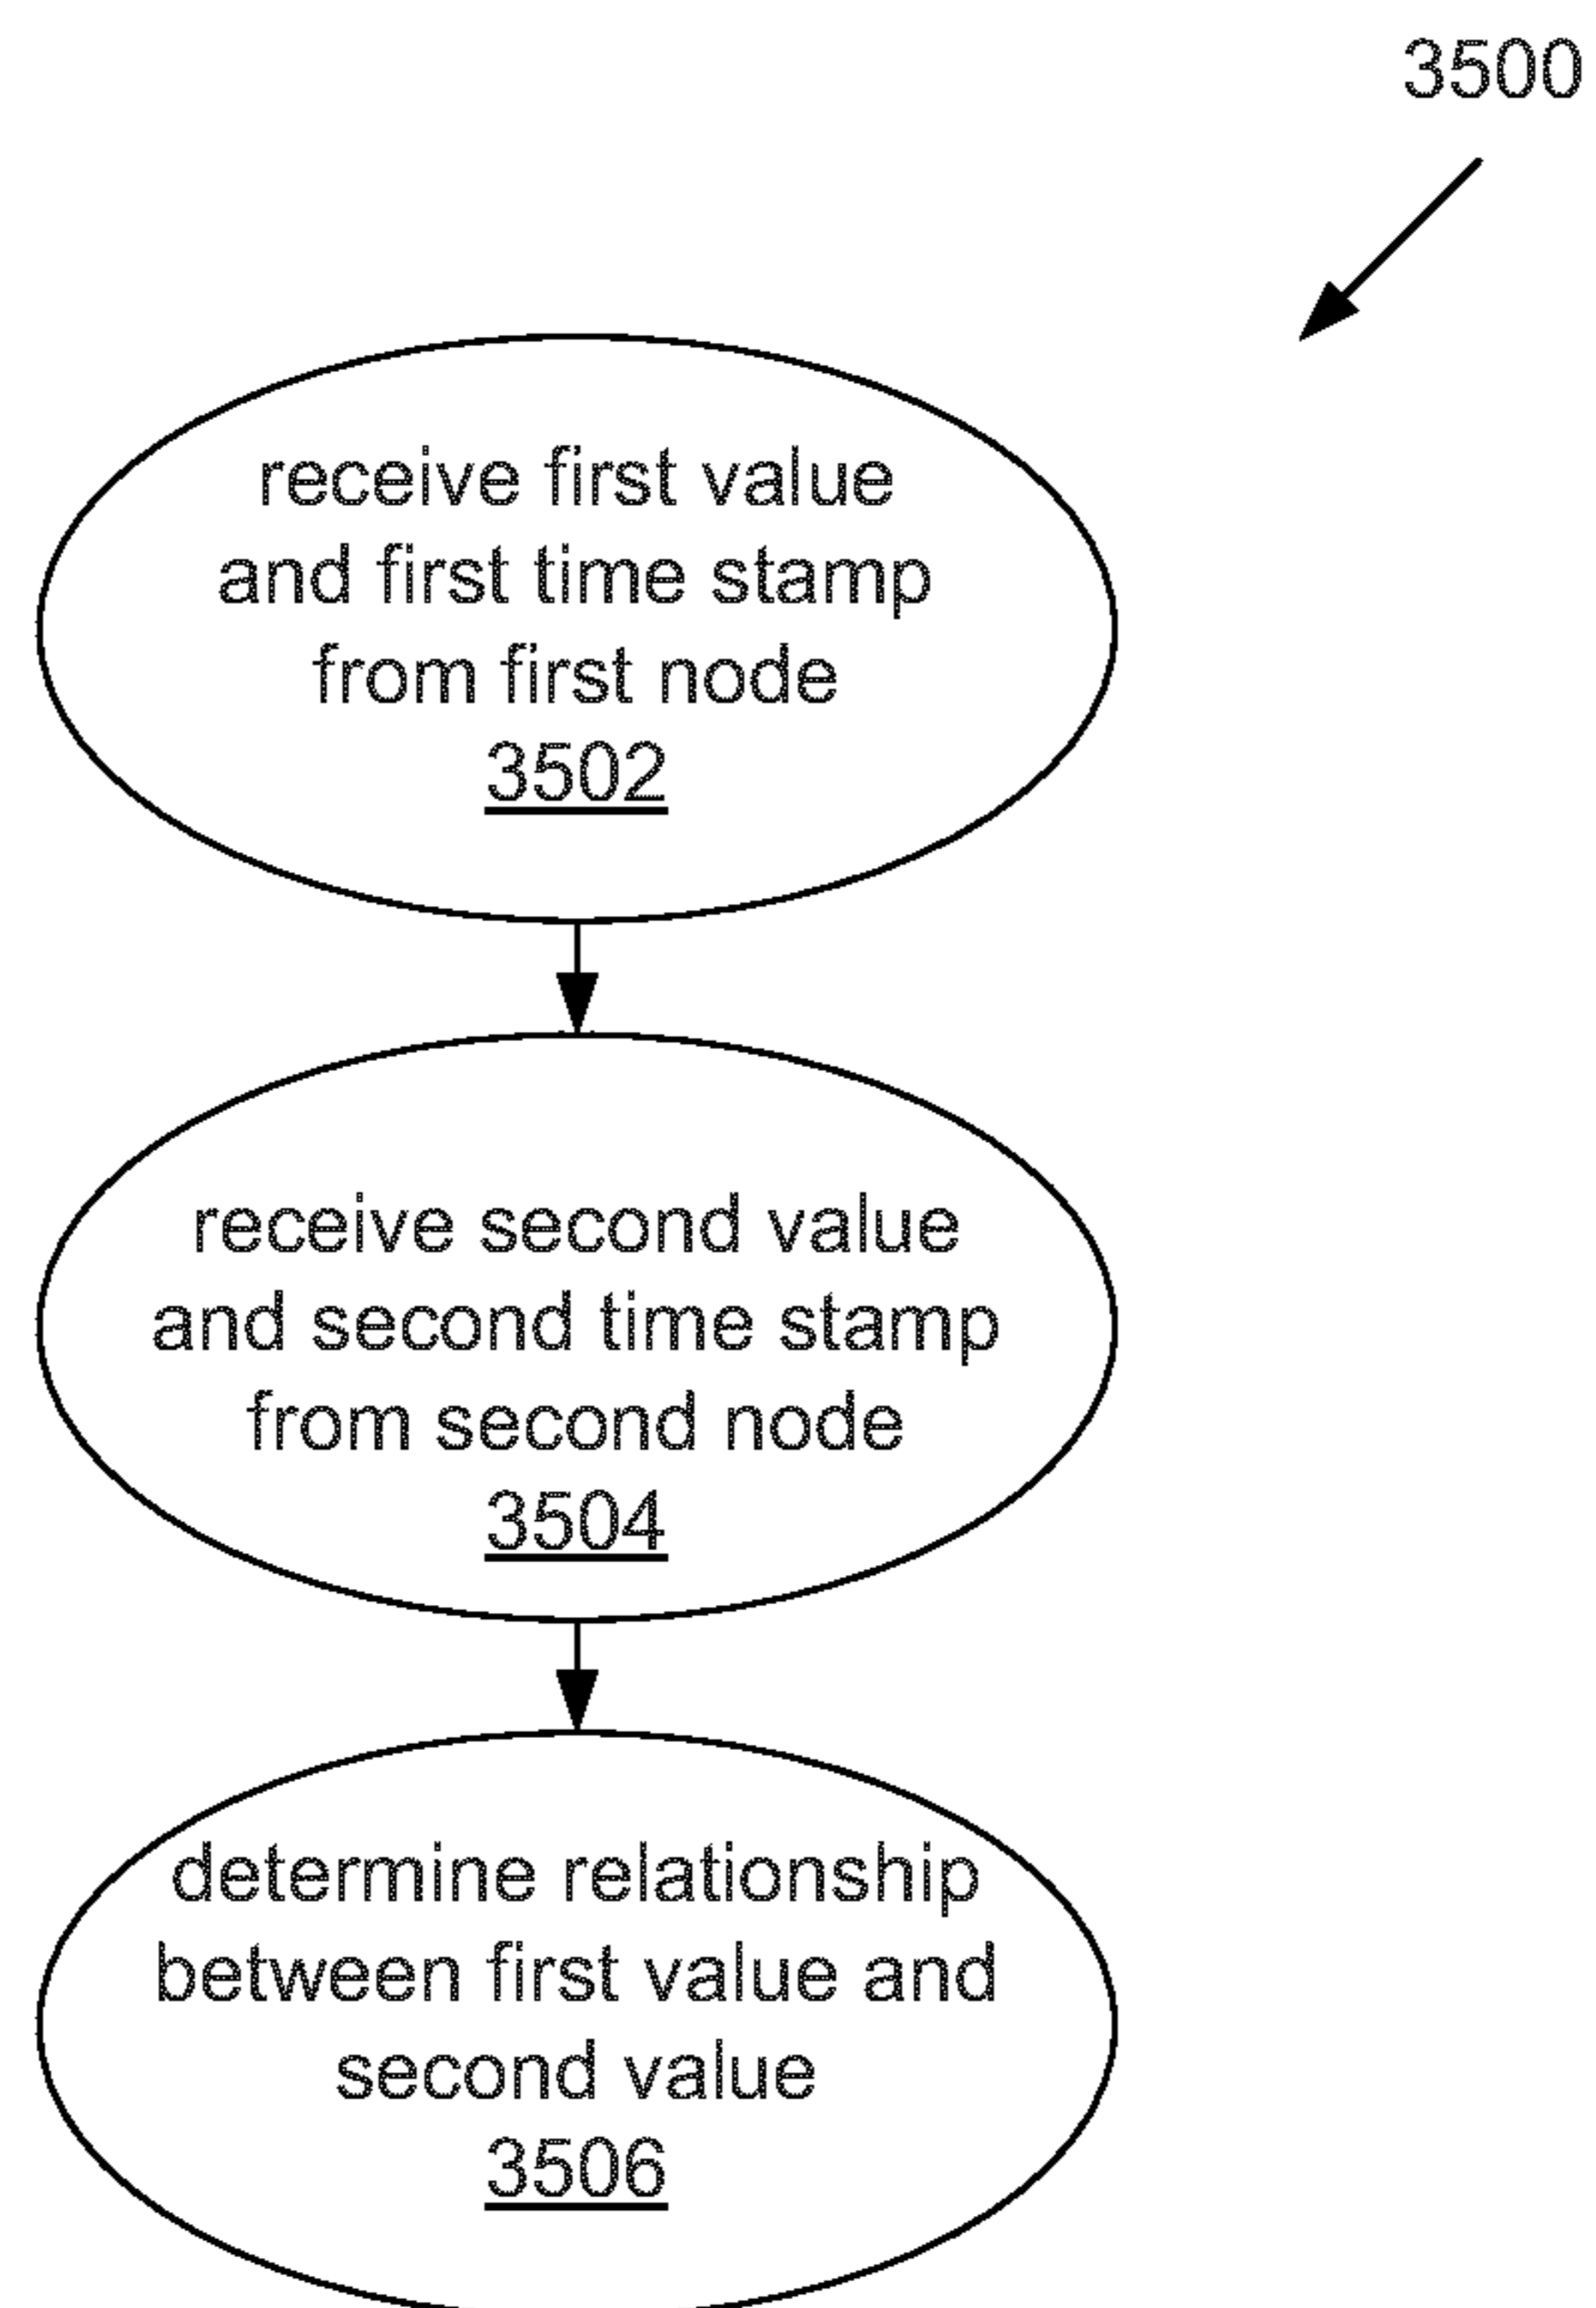 3500
receive first value
and first time stamp
from first node
3502
receive second value
and second time stamp
from second node
3504
determine relationship
between first value and
second value
3506